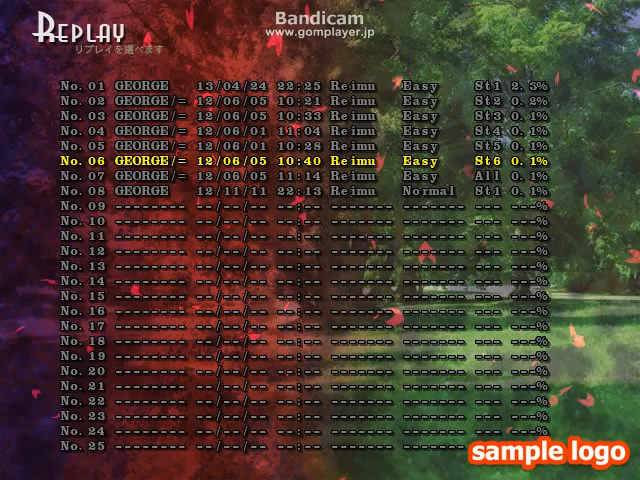 Bandicam
www.gomplayer.jp
Replay
リプレイを選べます
No. 01 GEORGE 13/04/24 22:25 Reimu Easy St1 2.3%
No. 02 GEORGE/= 12/06/05 10:21 Reimu Easy St2 0.2%
No. 03 GEORGE/= 12/06/05 10:33 Reimu Easy St3 0.1%
No. 04 GEORGE/= 12/06/01 11:04 Reimu Easy St4 0.1%
No. 05 GEORGE/= 12/06/01 10:28 Reimu Easy St5 0.1%
No. 06 GEORGE/= 12/06/05 10:40 Reimu Easy St6 0.1%
No. 07 GEORGE/= 12/06/05 11:14 Reimu Easy All 0.1%
No. 08 GEORGE 12/11/11 22:13 Reimu Normal St1 0.1%
No. 09 -------- --/--/-- --:-- ------- ------- --- ---%
No. 10 -------- --/--/-- --:-- ------- ------- --- ---%
No. 11 -------- --/--/-- --:-- ------- ------- --- ---%
No. 12 -------- --/--/-- --:-- ------- ------- --- ---%
No. 13 -------- --/--/-- --:-- ------- ------- --- ---%
No. 14 -------- --/--/-- --:-- ------- ------- --- ---%
No. 15 -------- --/--/-- --:-- ------- ------- --- ---%
No. 16 -------- --/--/-- --:-- ------- ------- --- ---%
No. 17 -------- --/--/-- --:-- ------- ------- --- ---%
No. 18 -------- --/--/-- --:-- ------- ------- --- ---%
No. 19 -------- --/--/-- --:-- ------- ------- --- ---%
No. 20 -------- --/--/-- --:-- ------- ------- --- ---%
No. 21 -------- --/--/-- --:-- ------- ------- --- ---%
No. 22 -------- --/--/-- --:-- ------- ------- --- ---%
No. 23 -------- --/--/-- --:-- ------- ------- --- ---%
No. 24 -------- --/--/-- --:-- ------- ------- --- ---%
No. 25 -------- --/--/-- --:-- ------- ------- --- ---%
sample logo